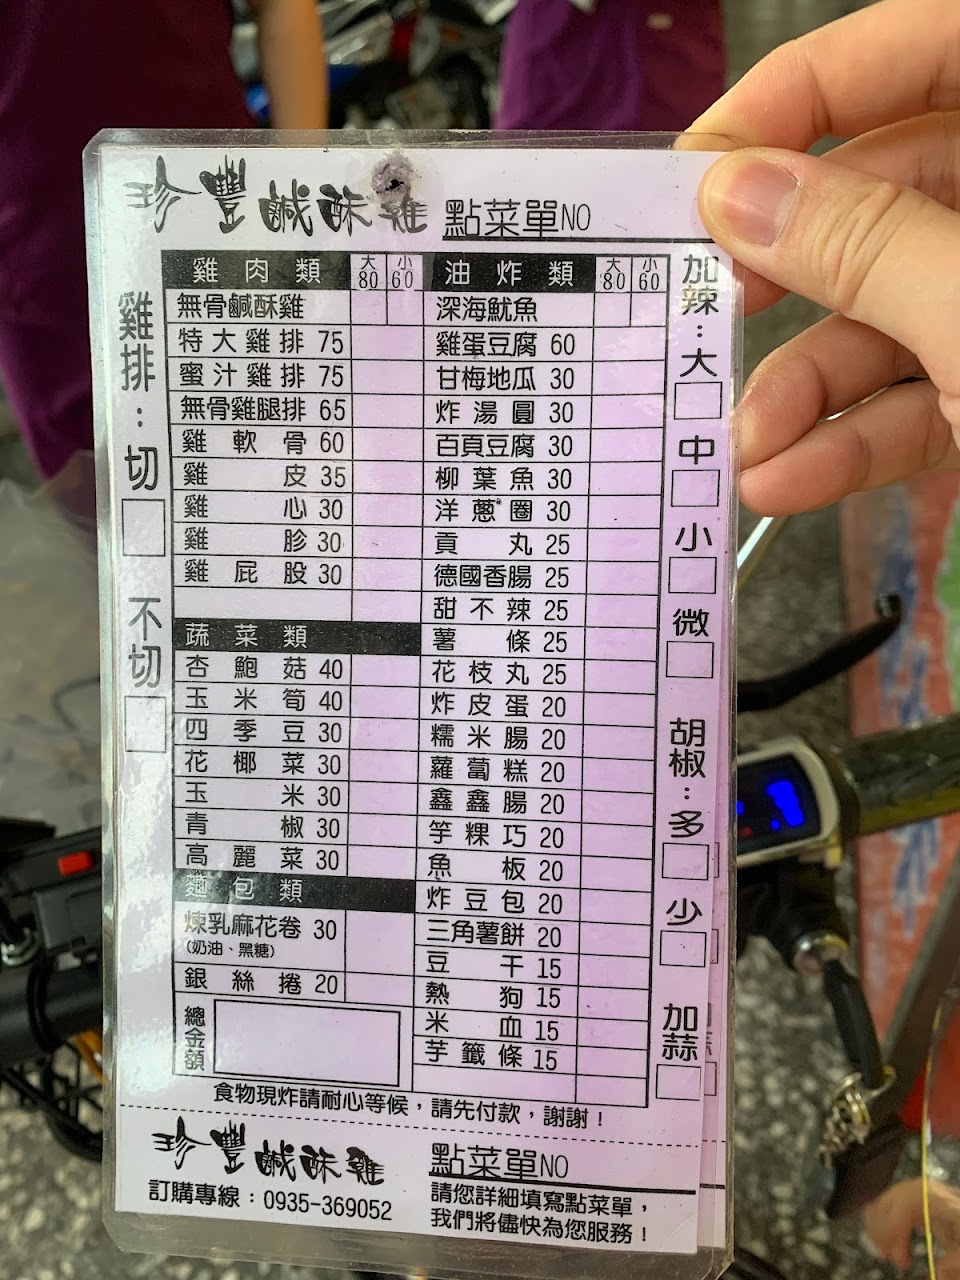 珍豐鹹酥雞 點菜單NO
雞排：切 不切
雞肉類 大80 小60
無骨鹹酥雞
特大雞排 75
蜜汁雞排 75
無骨雞腿排 65
雞軟骨 60
雞皮 35
雞心 30
雞胗 30
雞屁股 30
蔬菜類
杏鮑菇 40
玉米筍 40
四季豆 30
花椰菜 30
玉米 30
青椒 30
高麗菜 30
麵包類
煉乳麻花卷 30
(奶油、黑糖)
銀絲捲 20
總金額
油炸類 大80 小60
深海魷魚
雞蛋豆腐 60
甘梅地瓜 30
炸湯圓 30
百頁豆腐 30
柳葉魚 30
洋蔥圈 30
貢丸 25
德國香腸 25
甜不辣 25
薯條 25
花枝丸 25
炸皮蛋 20
糯米腸 20
蘿蔔糕 20
鑫鑫腸 20
芋粿巧 20
魚板 20
炸豆包 20
三角薯餅 20
豆干 15
熱狗 15
米血 15
芋籤條 15
加辣：大 中 小 微
胡椒：多 少
加蒜
食物現炸請耐心等候，請先付款，謝謝！
珍豐鹹酥雞 點菜單NO
訂購專線：0935-369052
請您詳細填寫點菜單，
我們將儘快為您服務！